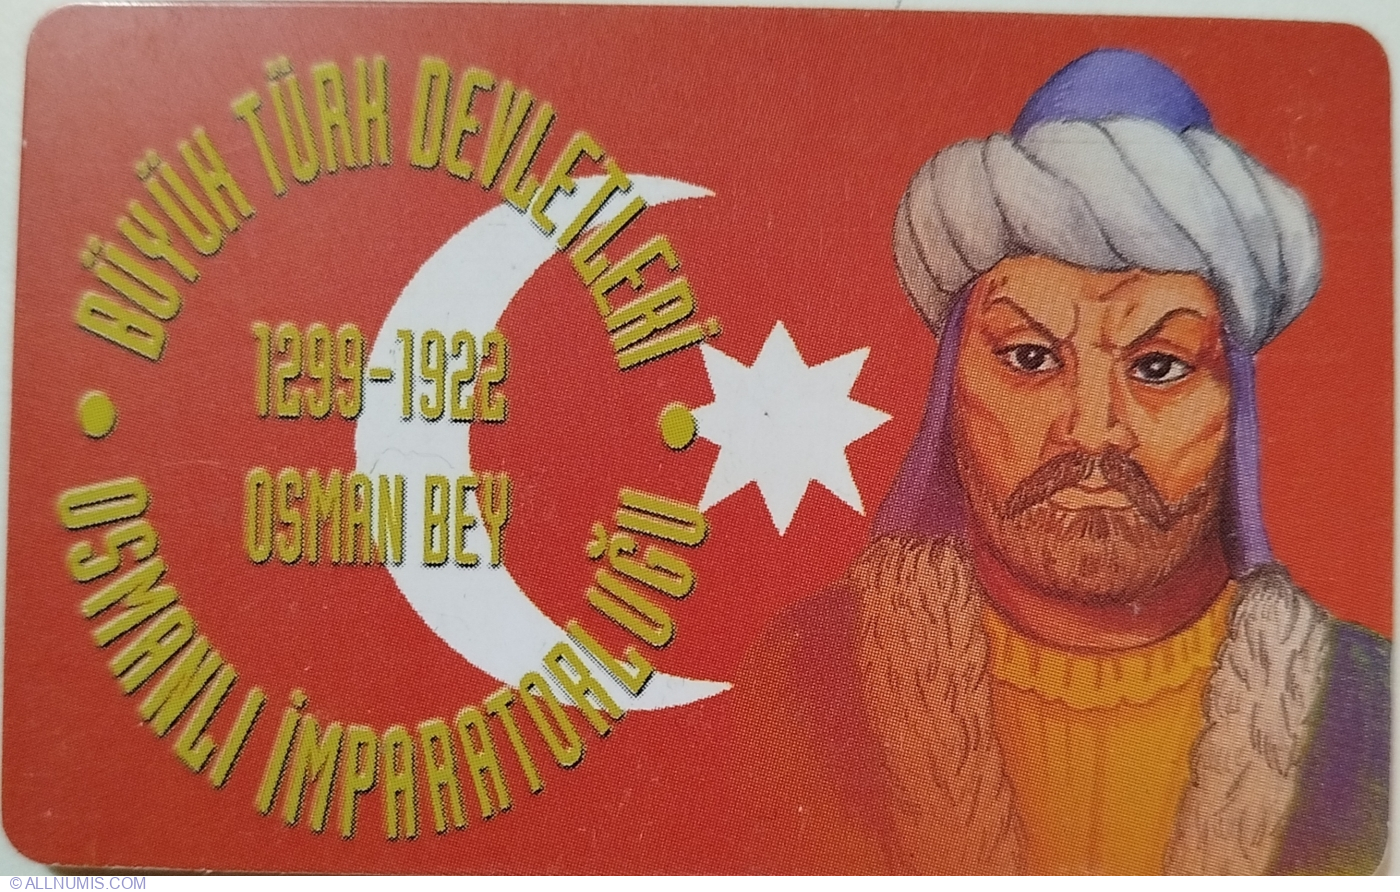 BÜYÜK TÜRK DEVLETLERİ
1299-1922
OSMAN BEY
OSMANLI İMPARATORLUĞU
© ALLNUMIS.COM